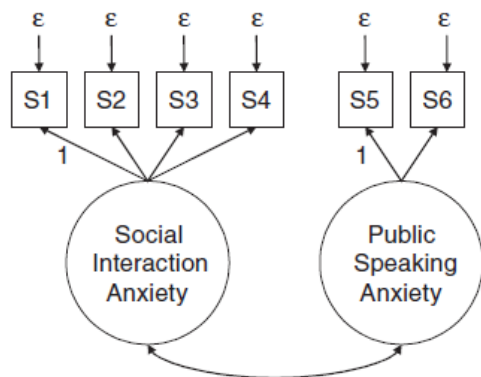 ε ε ε ε ε ε
S1 S2 S3 S4 S5 S6
1 1
Social
Interaction
Anxiety
Public
Speaking
Anxiety